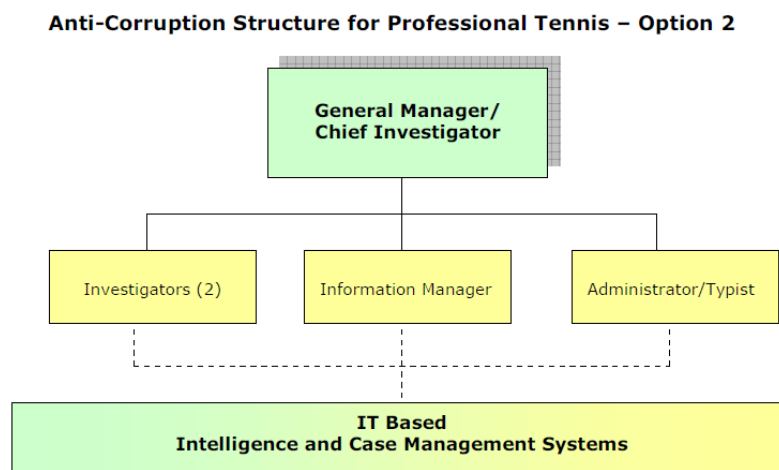 Anti-Corruption Structure for Professional Tennis – Option 2
General Manager/
Chief Investigator
Investigators (2)
Information Manager
Administrator/Typist
IT Based
Intelligence and Case Management Systems